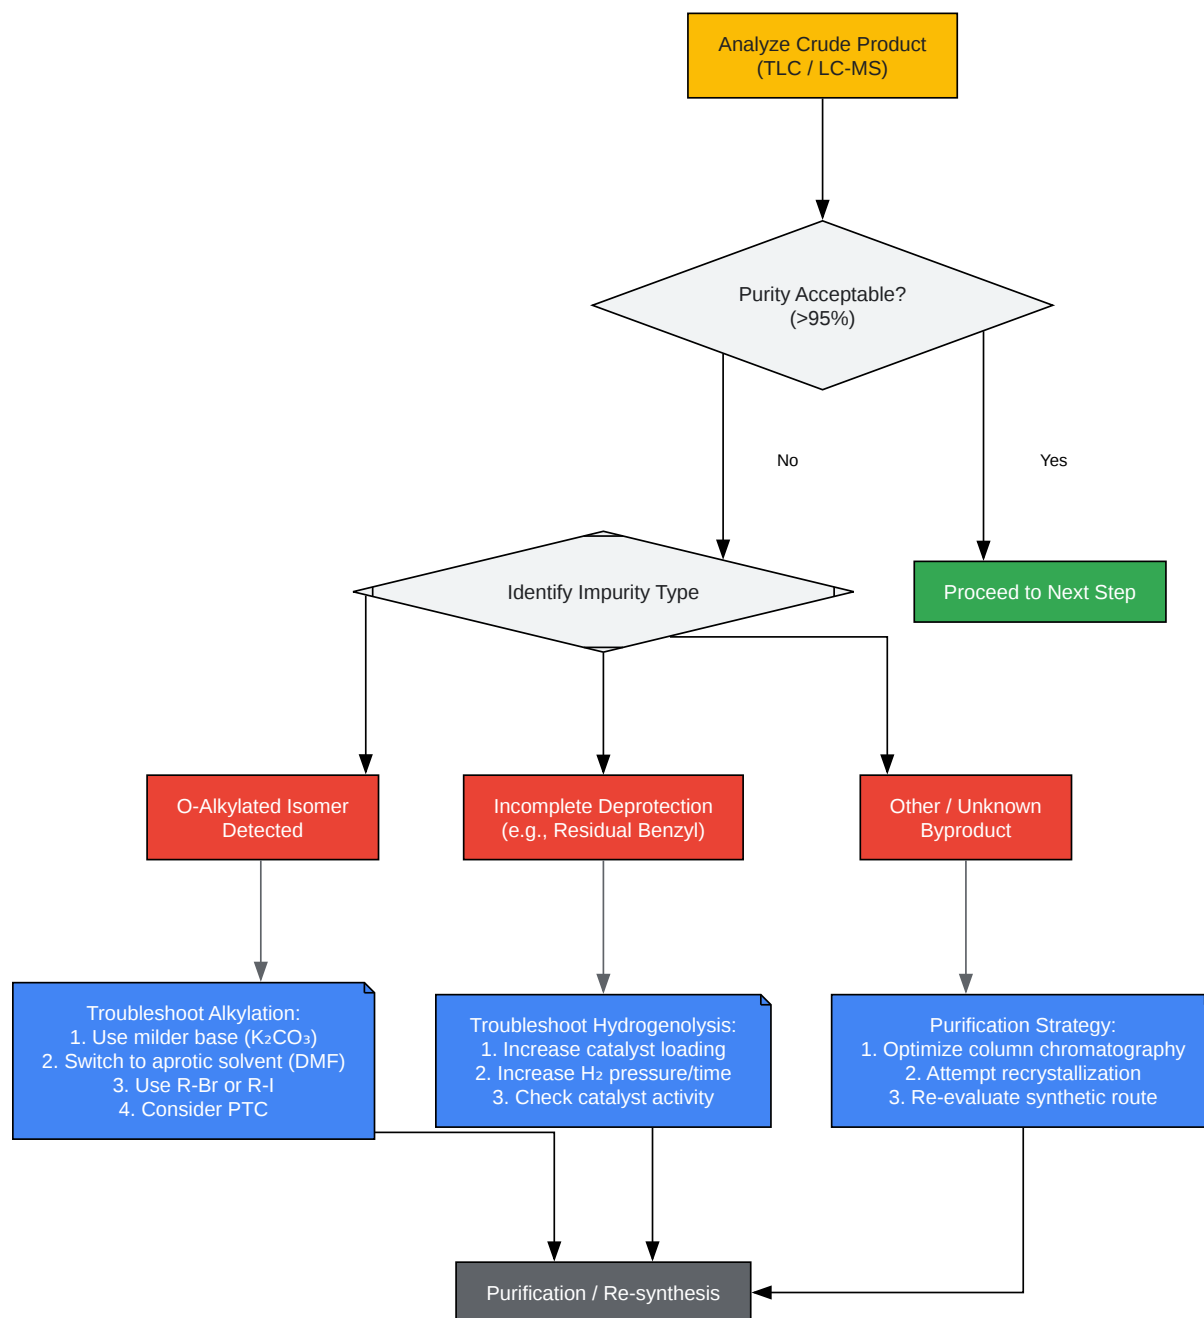 Analyze Crude Product
(TLC / LC-MS)
Purity Acceptable?
(>95%)
No
Yes
Identify Impurity Type
Proceed to Next Step
O-Alkylated Isomer
Detected
Incomplete Deprotection
(e.g., Residual Benzyl)
Other / Unknown
Byproduct
Troubleshoot Alkylation:
1. Use milder base (K₂CO₃)
2. Switch to aprotic solvent (DMF)
3. Use R-Br or R-I
4. Consider PTC
Troubleshoot Hydrogenolysis:
1. Increase catalyst loading
2. Increase H₂ pressure/time
3. Check catalyst activity
Purification Strategy:
1. Optimize column chromatography
2. Attempt recrystallization
3. Re-evaluate synthetic route
Purification / Re-synthesis